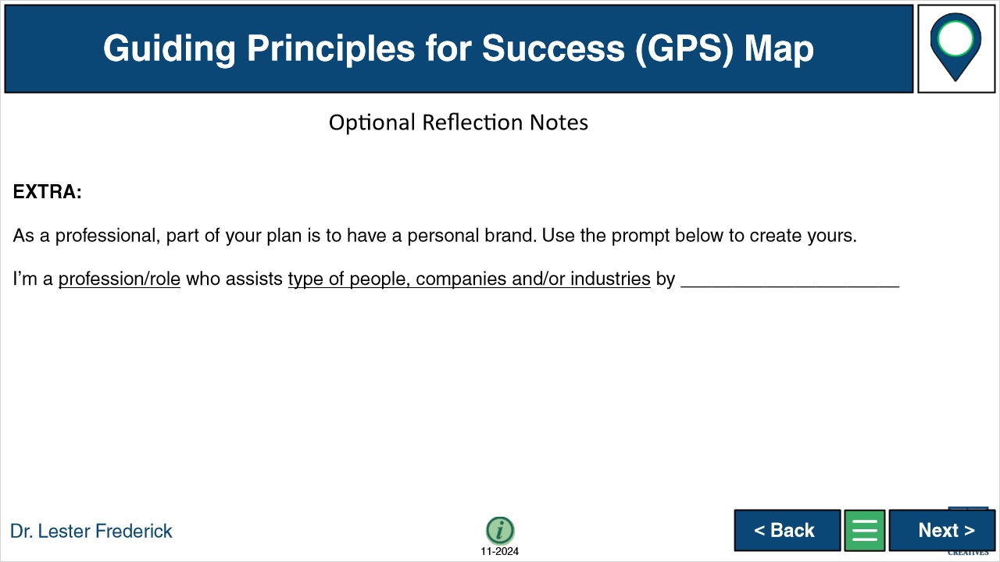 Guiding Principles for Success (GPS) Map
Optional Reflection Notes
EXTRA:
As a professional, part of your plan is to have a personal brand. Use the prompt below to create yours.
I'm a profession/role who assists type of people, companies and/or industries by _____________________
Dr. Lester Frederick
i
11-2024
< Back
Next >
CREATIVES